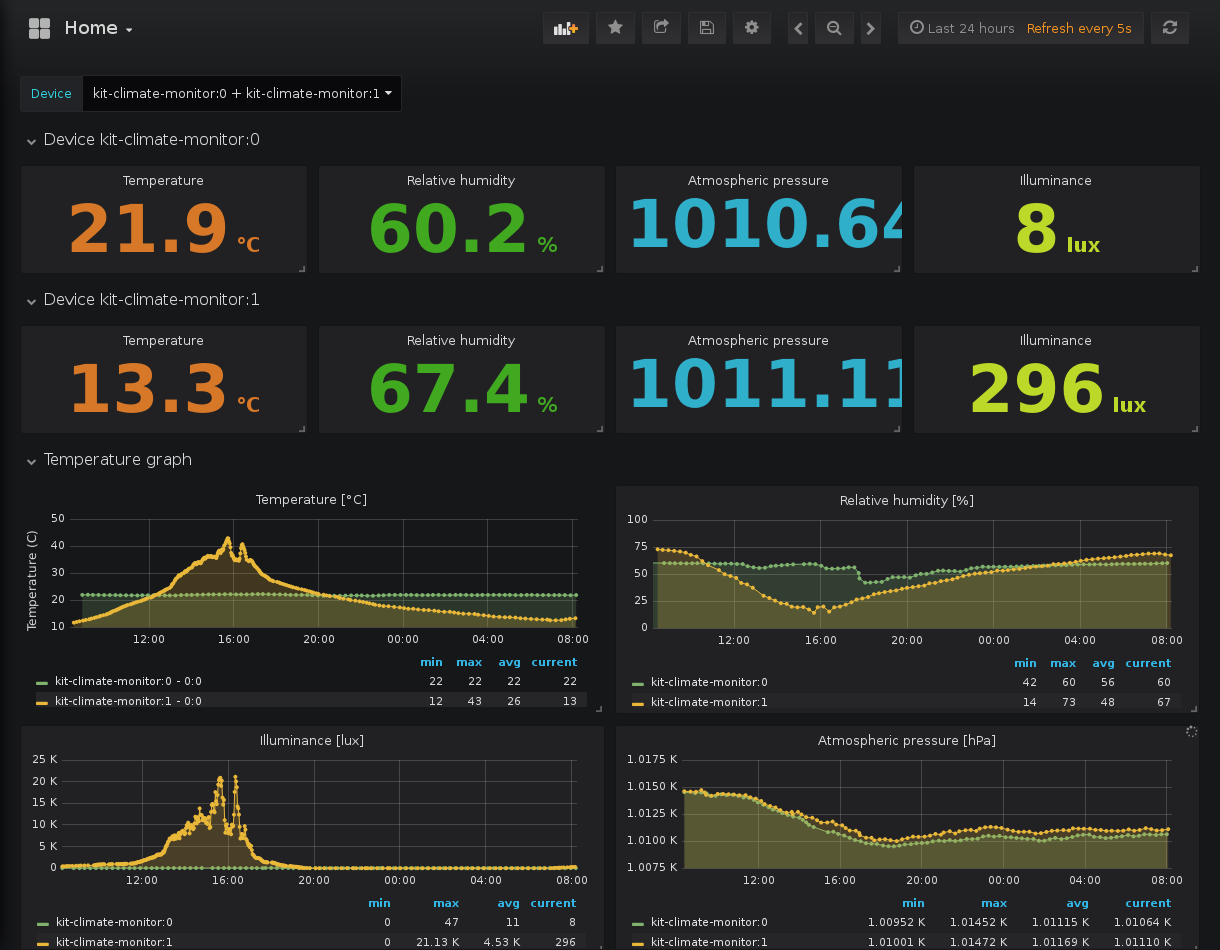 Home
Last 24 hours Refresh every 5s
Device kit-climate-monitor:0 + kit-climate-monitor:1
Device kit-climate-monitor:0
Temperature Relative humidity Atmospheric pressure Illuminance
21.9 °C 60.2 % 1010.64 8 lux
Device kit-climate-monitor:1
Temperature Relative humidity Atmospheric pressure Illuminance
13.3 °C 67.4 % 1011.11 296 lux
Temperature graph
Temperature [°C]
Temperature (C)
50
40
30
20
10
12:00 16:00 20:00 00:00 04:00 08:00
min max avg current
kit-climate-monitor:0 - 0:0 22 22 22 22
kit-climate-monitor:1 - 0:0 12 43 26 13
Relative humidity [%]
100
75
50
25
0
12:00 16:00 20:00 00:00 04:00 08:00
min max avg current
kit-climate-monitor:0 42 60 56 60
kit-climate-monitor:1 14 73 48 67
Illuminance [lux]
25 K
20 K
15 K
10 K
5 K
0
12:00 16:00 20:00 00:00 04:00 08:00
min max avg current
kit-climate-monitor:0 0 47 11 8
kit-climate-monitor:1 0 21.13 K 4.53 K 296
Atmospheric pressure [hPa]
1.0175 K
1.0150 K
1.0125 K
1.0100 K
1.0075 K
12:00 16:00 20:00 00:00 04:00 08:00
min max avg current
kit-climate-monitor:0 1.00952 K 1.01452 K 1.01115 K 1.01064 K
kit-climate-monitor:1 1.01001 K 1.01472 K 1.01169 K 1.01110 K